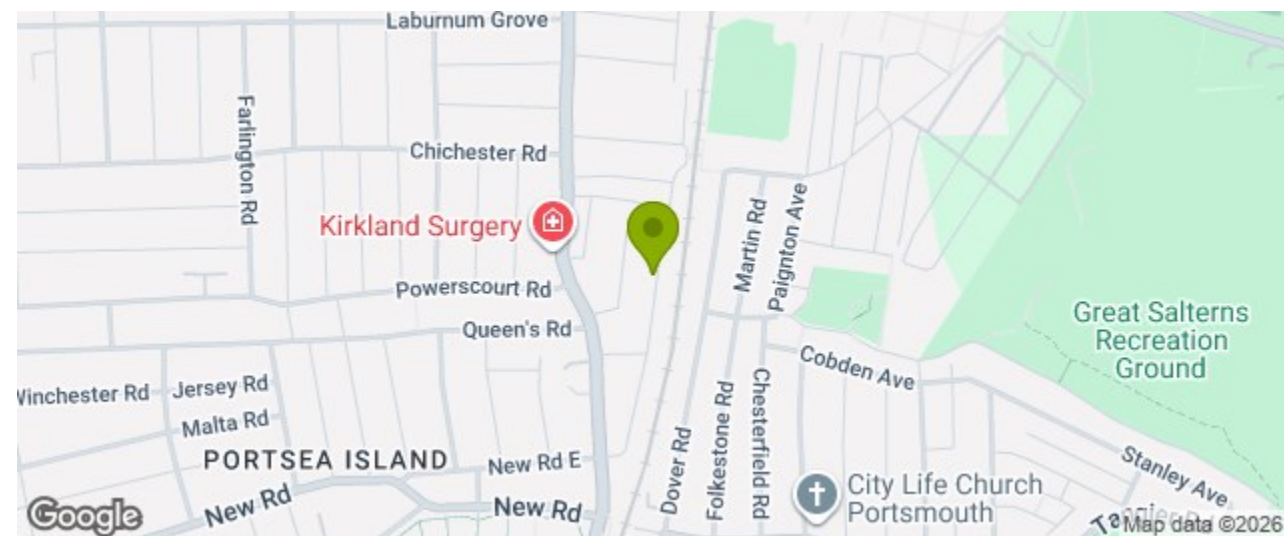 Laburnum Grove
Farlington Rd
Chichester Rd
Kirkland Surgery
Martin Rd
Paignton Ave
Powerscourt Rd
Queen's Rd
Great Salterns
Recreation
Ground
Cobden Ave
Winchester Rd
Jersey Rd
Malta Rd
Folkestone Rd
Chesterfield Rd
Dover Rd
PORTSEA ISLAND
New Rd E
Stanley Ave
New Rd
New Rd
City Life Church
Portsmouth
Google
Map data ©2026